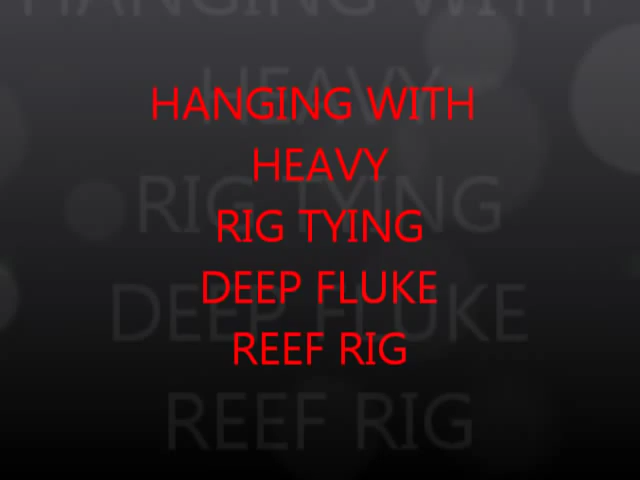 HANGING WITH
HEAVY
RIG TYING
DEEP FLUKE
REEF RIG